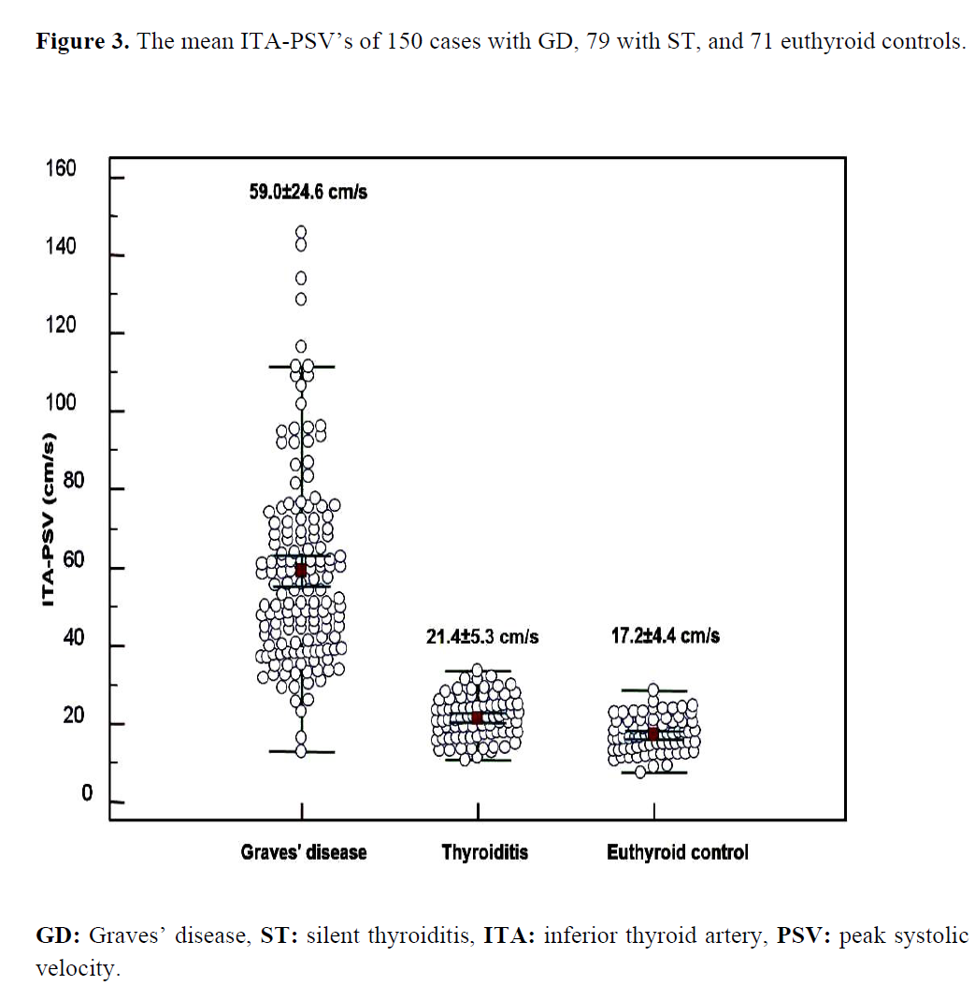 Figure 3. The mean ITA-PSV's of 150 cases with GD, 79 with ST, and 71 euthyroid controls.
160
59.0±24.6 cm/s
140
120
100
80
60
ITA-PSV (cm/s)
40
21.4±5.3 cm/s
17.2±4.4 cm/s
20
0
Graves' disease
Thyroiditis
Euthyroid control
GD: Graves' disease, ST: silent thyroiditis, ITA: inferior thyroid artery, PSV: peak systolic
velocity.